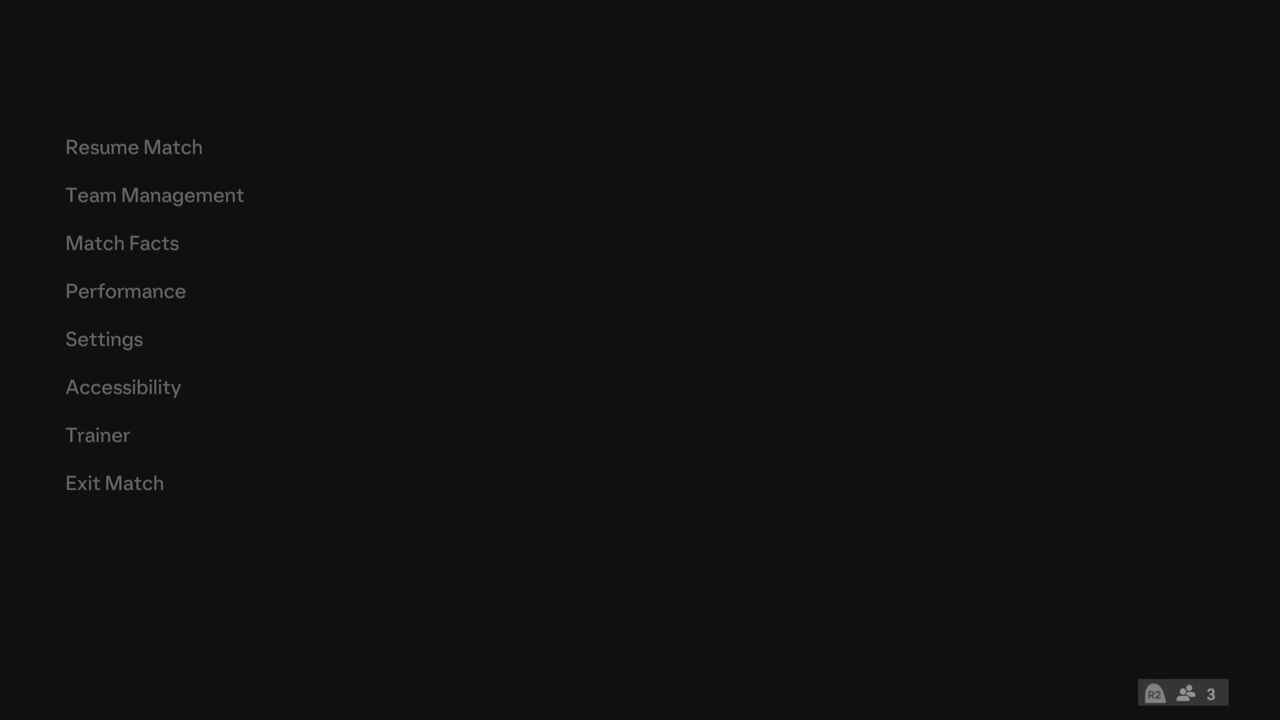 Resume Match
Team Management
Match Facts
Performance
Settings
Accessibility
Trainer
Exit Match
R2 3